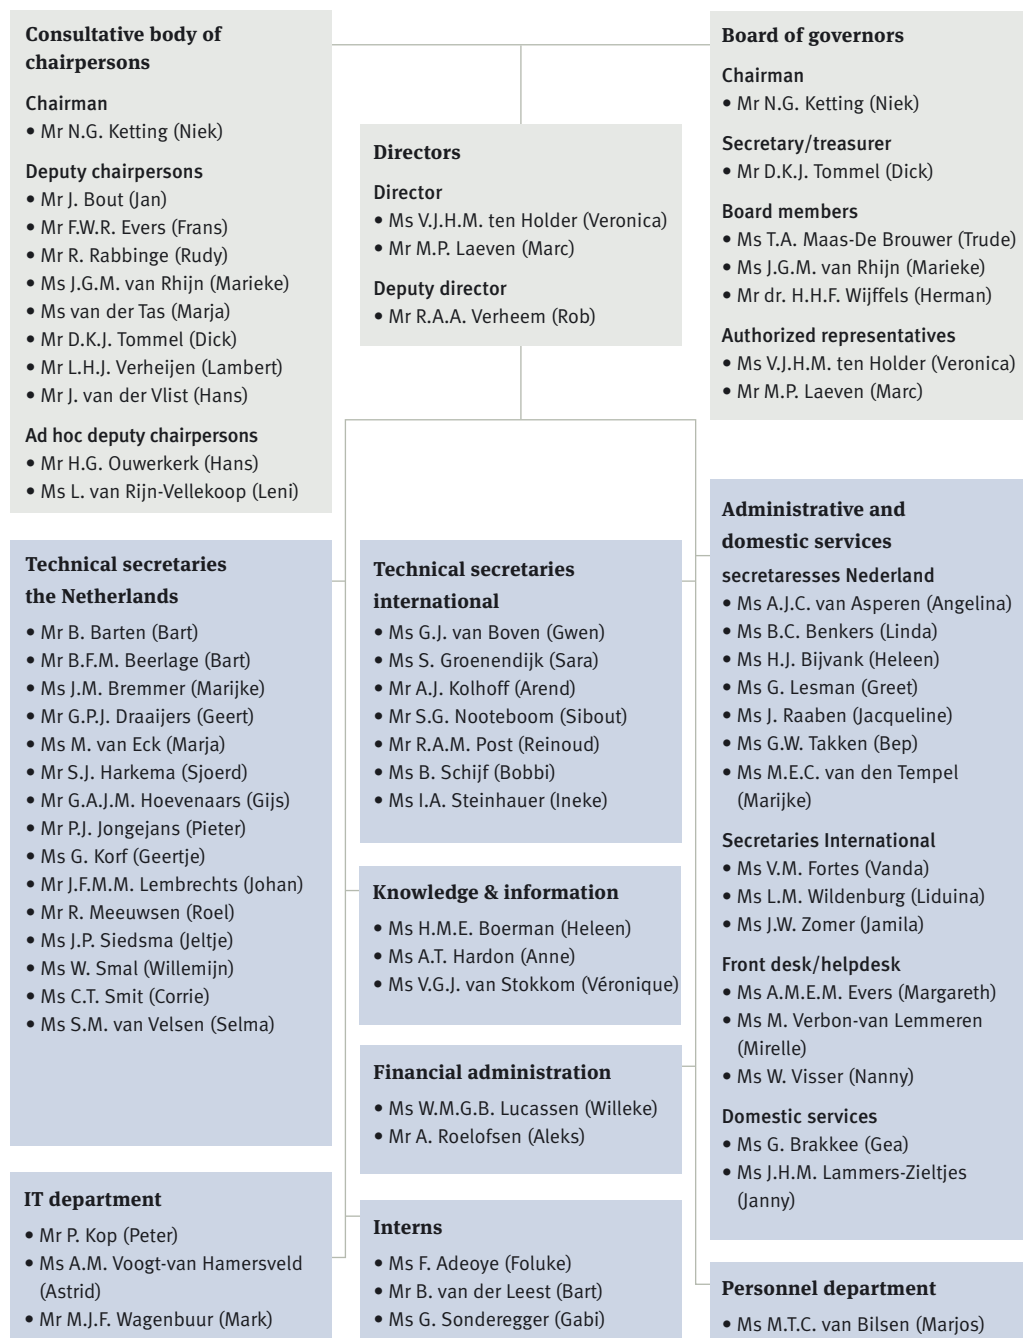 Consultative body of
chairpersons
Chairman
• Mr N.G. Ketting (Niek)
Deputy chairpersons
• Mr J. Bout (Jan)
• Mr F.W.R. Evers (Frans)
• Mr R. Rabbinge (Rudy)
• Ms J.G.M. van Rhijn (Marieke)
• Ms van der Tas (Marja)
• Mr D.K.J. Tommel (Dick)
• Mr L.H.J. Verheijen (Lambert)
• Mr J. van der Vlist (Hans)
Ad hoc deputy chairpersons
• Mr H.G. Ouwerkerk (Hans)
• Ms L. van Rijn-Vellekoop (Leni)
Directors
Director
• Ms V.J.H.M. ten Holder (Veronica)
• Mr M.P. Laeven (Marc)
Deputy director
• Mr R.A.A. Verheem (Rob)
Board of governors
Chairman
• Mr N.G. Ketting (Niek)
Secretary/treasurer
• Mr D.K.J. Tommel (Dick)
Board members
• Ms T.A. Maas-De Brouwer (Trude)
• Ms J.G.M. van Rhijn (Marieke)
• Mr dr. H.H.F. Wijffels (Herman)
Authorized representatives
• Ms V.J.H.M. ten Holder (Veronica)
• Mr M.P. Laeven (Marc)
Technical secretaries
the Netherlands
• Mr B. Barten (Bart)
• Mr B.F.M. Beerlage (Bart)
• Ms J.M. Bremmer (Marijke)
• Mr G.P.J. Draaijers (Geert)
• Ms M. van Eck (Marja)
• Mr S.J. Harkema (Sjoerd)
• Mr G.A.J.M. Hoevenaars (Gijs)
• Mr P.J. Jongejans (Pieter)
• Ms G. Korf (Geertje)
• Mr J.F.M.M. Lembrechts (Johan)
• Mr R. Meeuwsen (Roel)
• Ms J.P. Siedsma (Jeltje)
• Ms W. Smal (Willemijn)
• Ms C.T. Smit (Corrie)
• Ms S.M. van Velsen (Selma)
Technical secretaries
international
• Ms G.J. van Boven (Gwen)
• Ms S. Groenendijk (Sara)
• Mr A.J. Kolhoff (Arend)
• Mr S.G. Nooteboom (Sibout)
• Mr R.A.M. Post (Reinoud)
• Ms B. Schijf (Bobbi)
• Ms I.A. Steinhauer (Ineke)
Knowledge & information
• Ms H.M.E. Boerman (Heleen)
• Ms A.T. Hardon (Anne)
• Ms V.G.J. van Stokkom (Véronique)
Financial administration
• Ms W.M.G.B. Lucassen (Willeke)
• Mr A. Roelofsen (Aleks)
Administrative and
domestic services
secretaresses Nederland
• Ms A.J.C. van Asperen (Angelina)
• Ms B.C. Benkers (Linda)
• Ms H.J. Bijvank (Heleen)
• Ms G. Lesman (Greet)
• Ms J. Raaben (Jacqueline)
• Ms G.W. Takken (Bep)
• Ms M.E.C. van den Tempel
(Marijke)
Secretaries International
• Ms V.M. Fortes (Vanda)
• Ms L.M. Wildenburg (Liduina)
• Ms J.W. Zomer (Jamila)
Front desk/helpdesk
• Ms A.M.E.M. Evers (Margareth)
• Ms M. Verbon-van Lemmeren
(Mirelle)
• Ms W. Visser (Nanny)
Domestic services
• Ms G. Brakkee (Gea)
• Ms J.H.M. Lammers-Zieltjes
(Janny)
IT department
• Mr P. Kop (Peter)
• Ms A.M. Voogt-van Hamersveld
(Astrid)
• Mr M.J.F. Wagenbuur (Mark)
Interns
• Ms F. Adeoye (Foluke)
• Mr B. van der Leest (Bart)
• Ms G. Sonderegger (Gabi)
Personnel department
• Ms M.T.C. van Bilsen (Marjos)